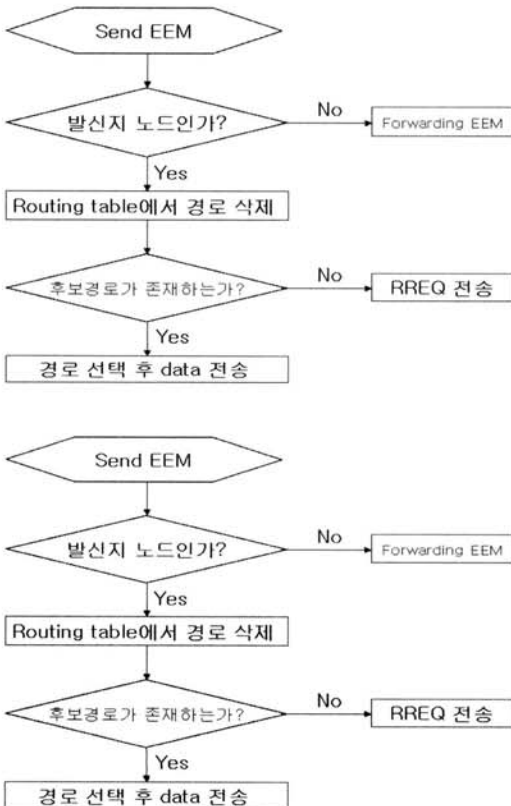 Send EEM
발신지 노드인가?
No
Forwarding EEM
Yes
Routing table에서 경로 삭제
후보경로가 존재하는가?
No
RREQ 전송
Yes
경로 선택 후 data 전송
Send EEM
발신지 노드인가?
No
Forwarding EEM
Yes
Routing table에서 경로 삭제
후보경로가 존재하는가?
No
RREQ 전송
Yes
경로 선택 후 data 전송